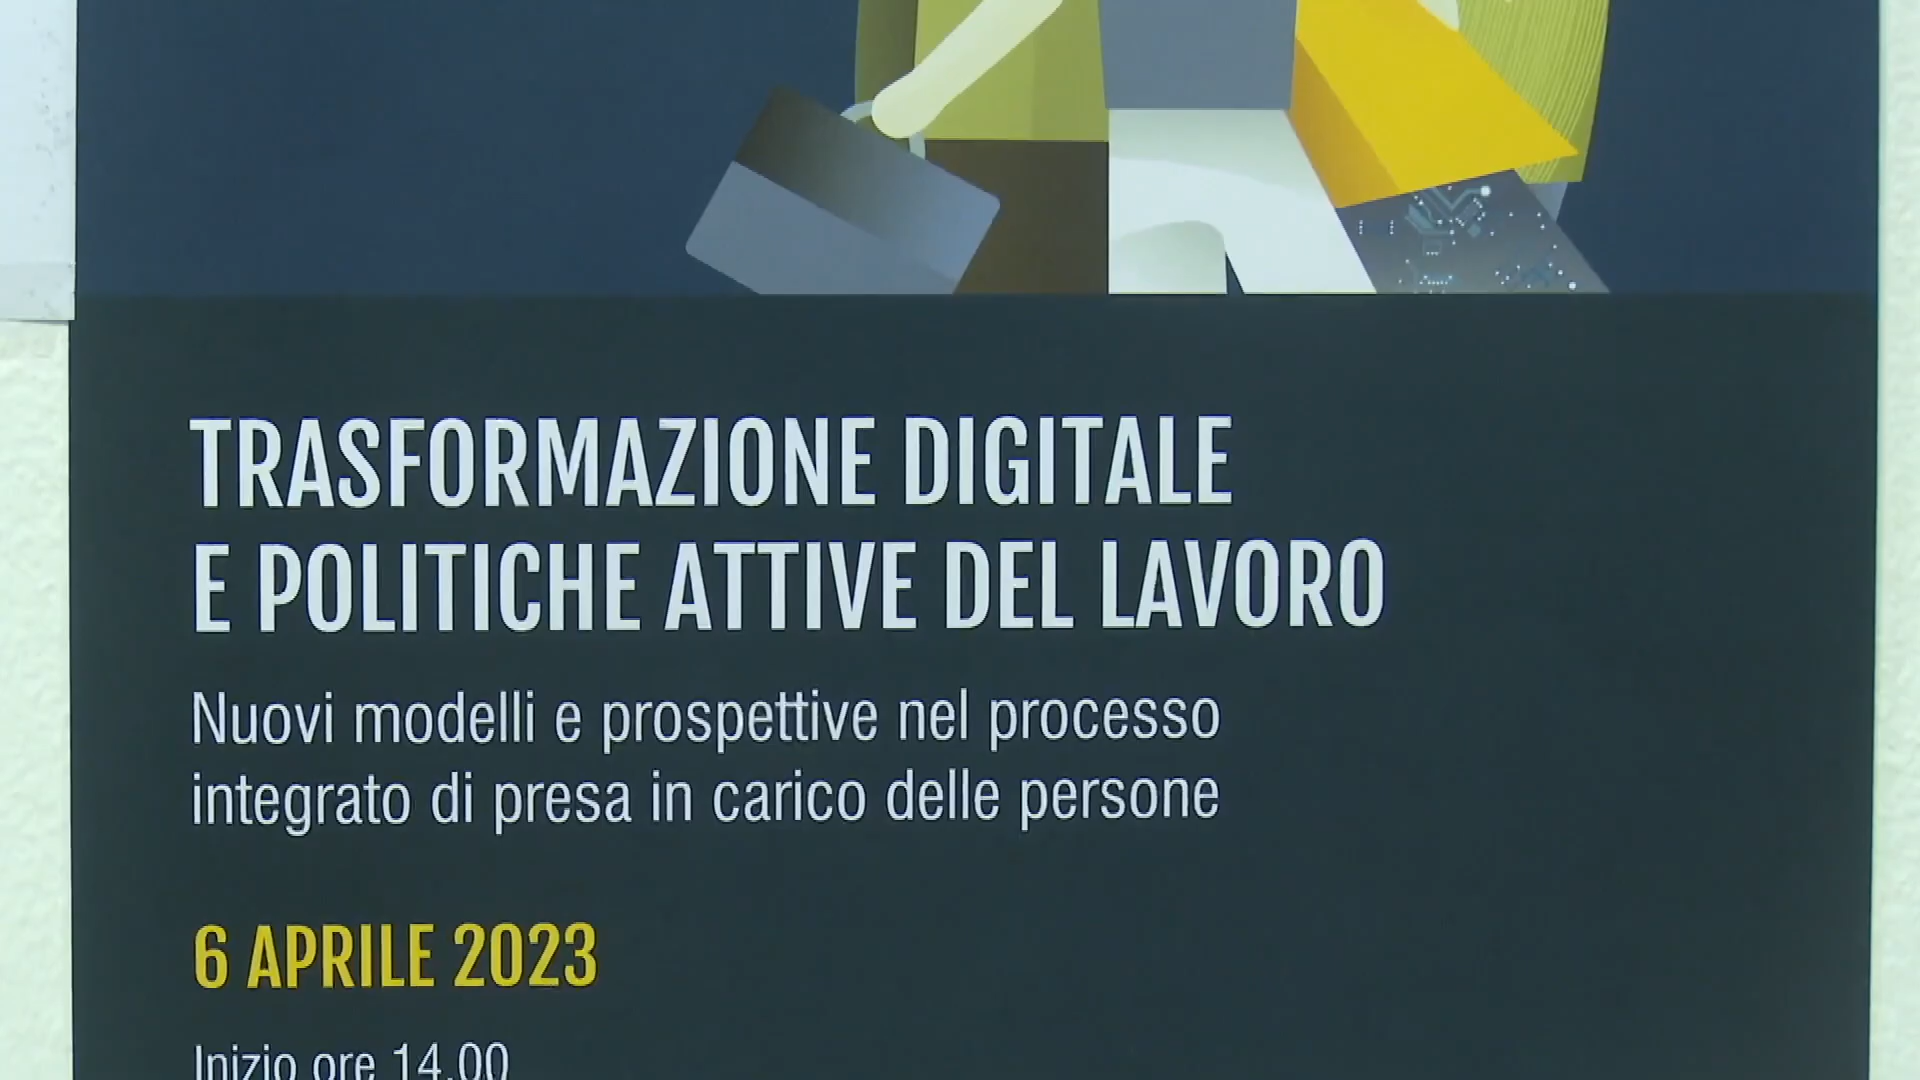 TRASFORMAZIONE DIGITALE
E POLITICHE ATTIVE DEL LAVORO
Nuovi modelli e prospettive nel processo
integrato di presa in carico delle persone
6 APRILE 2023
Inizio ore 14.00